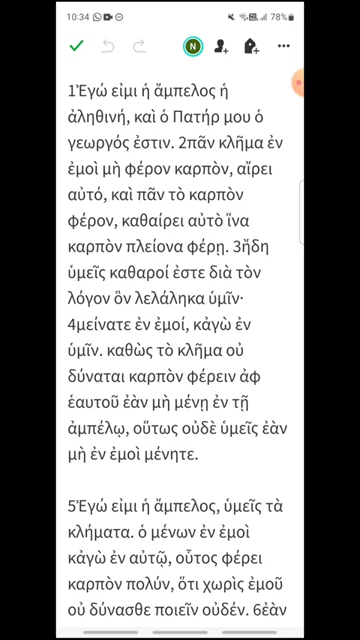 10:34
78%
N
1Ἐγώ εἰμι ἡ ἄμπελος ἡ
ἀληθινή, καὶ ὁ Πατήρ μου ὁ
γεωργός ἐστιν. 2πᾶν κλῆμα ἐν
ἐμοὶ μὴ φέρον καρπὸν, αἴρει
αὐτό, καὶ πᾶν τὸ καρπὸν
φέρον, καθαίρει αὐτὸ ἵνα
καρπὸν πλείονα φέρῃ. 3ἤδη
ὑμεῖς καθαροί ἐστε διὰ τὸν
λόγον ὃν λελάληκα ὑμῖν·
4μείνατε ἐν ἐμοί, κἀγὼ ἐν
ὑμῖν. καθὼς τὸ κλῆμα οὐ
δύναται καρπὸν φέρειν ἀφ
ἑαυτοῦ ἐὰν μὴ μένῃ ἐν τῇ
ἀμπέλῳ, οὕτως οὐδὲ ὑμεῖς ἐὰν
μὴ ἐν ἐμοὶ μένητε.
5Ἐγώ εἰμι ἡ ἄμπελος, ὑμεῖς τὰ
κλήματα. ὁ μένων ἐν ἐμοὶ
κἀγὼ ἐν αὐτῷ, οὗτος φέρει
καρπὸν πολύν, ὅτι χωρὶς ἐμοῦ
οὐ δύνασθε ποιεῖν οὐδέν. 6ἐὰν